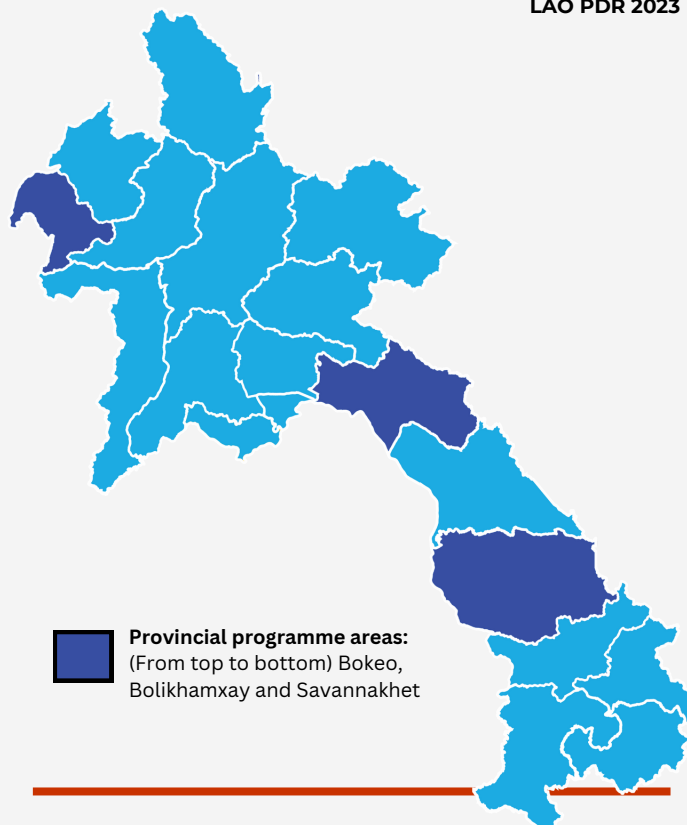 LAO PDR 2023
Provincial programme areas:
(From top to bottom) Bokeo,
Bolikhamxay and Savannakhet